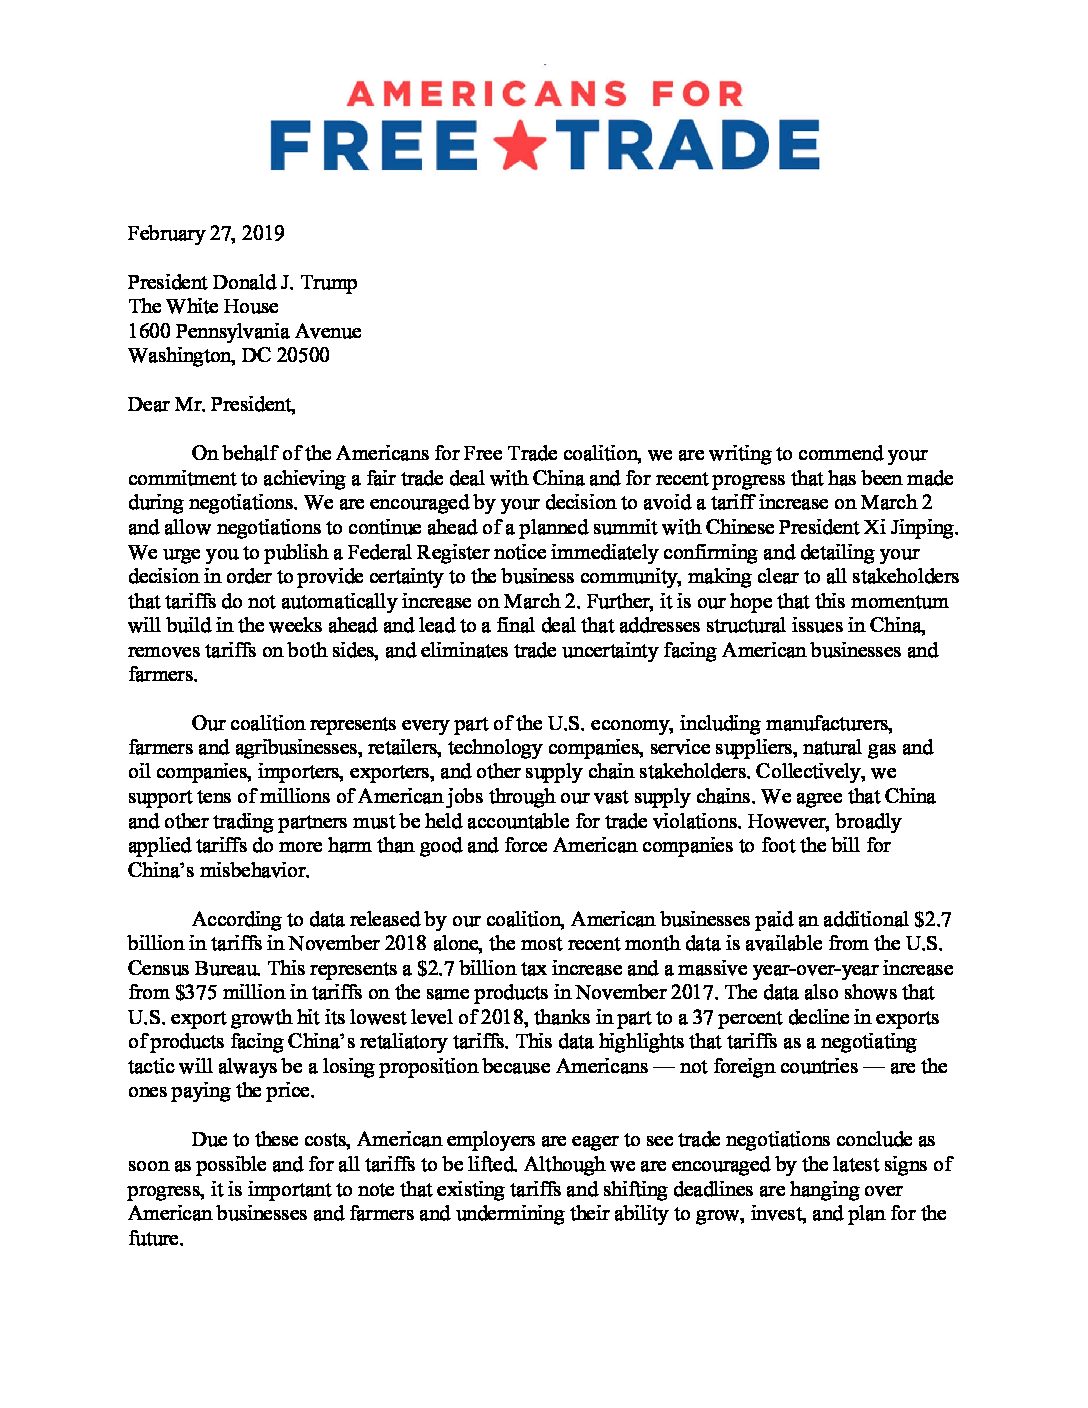 AMERICANS FOR
FREE★TRADE
February 27, 2019
President Donald J. Trump
The White House
1600 Pennsylvania Avenue
Washington, DC 20500
Dear Mr. President,
On behalf of the Americans for Free Trade coalition, we are writing to commend your
commitment to achieving a fair trade deal with China and for recent progress that has been made
during negotiations. We are encouraged by your decision to avoid a tariff increase on March 2
and allow negotiations to continue ahead of a planned summit with Chinese President Xi Jinping.
We urge you to publish a Federal Register notice immediately confirming and detailing your
decision in order to provide certainty to the business community, making clear to all stakeholders
that tariffs do not automatically increase on March 2. Further, it is our hope that this momentum
will build in the weeks ahead and lead to a final deal that addresses structural issues in China,
removes tariffs on both sides, and eliminates trade uncertainty facing American businesses and
farmers.
Our coalition represents every part of the U.S. economy, including manufacturers,
farmers and agribusinesses, retailers, technology companies, service suppliers, natural gas and
oil companies, importers, exporters, and other supply chain stakeholders. Collectively, we
support tens of millions of American jobs through our vast supply chains. We agree that China
and other trading partners must be held accountable for trade violations. However, broadly
applied tariffs do more harm than good and force American companies to foot the bill for
China’s misbehavior.
According to data released by our coalition, American businesses paid an additional $2.7
billion in tariffs in November 2018 alone, the most recent month data is available from the U.S.
Census Bureau. This represents a $2.7 billion tax increase and a massive year-over-year increase
from $375 million in tariffs on the same products in November 2017. The data also shows that
U.S. export growth hit its lowest level of 2018, thanks in part to a 37 percent decline in exports
of products facing China’s retaliatory tariffs. This data highlights that tariffs as a negotiating
tactic will always be a losing proposition because Americans — not foreign countries — are the
ones paying the price.
Due to these costs, American employers are eager to see trade negotiations conclude as
soon as possible and for all tariffs to be lifted. Although we are encouraged by the latest signs of
progress, it is important to note that existing tariffs and shifting deadlines are hanging over
American businesses and farmers and undermining their ability to grow, invest, and plan for the
future.